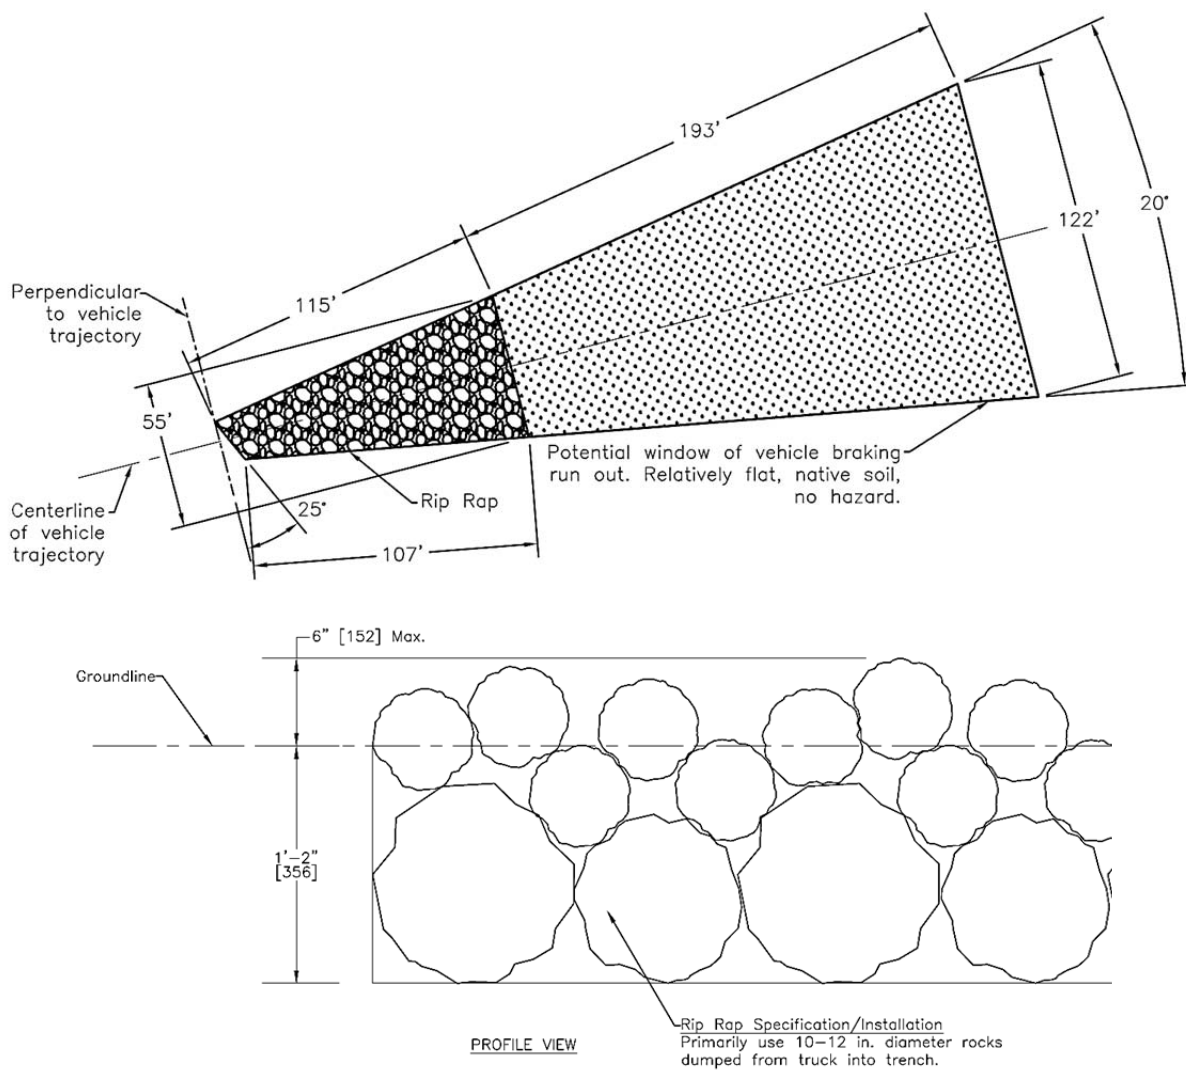 193'
20°
122'
Perpendicular
to vehicle
trajectory
115'
55'
Potential window of vehicle braking
run out. Relatively flat, native soil,
no hazard.
Rip Rap
25°
Centerline
of vehicle
trajectory
107'
6" [152] Max.
Groundline
1'-2"
[356]
Rip Rap Specification/Installation
Primarily use 10-12 in. diameter rocks
dumped from truck into trench.
PROFILE VIEW